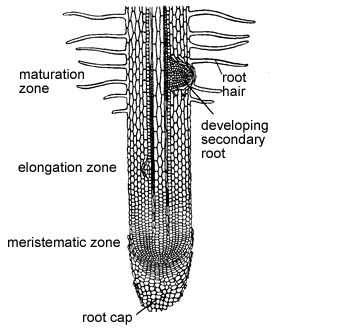 maturation
zone
root
hair
developing
secondary
root
elongation zone
meristematic zone
root cap